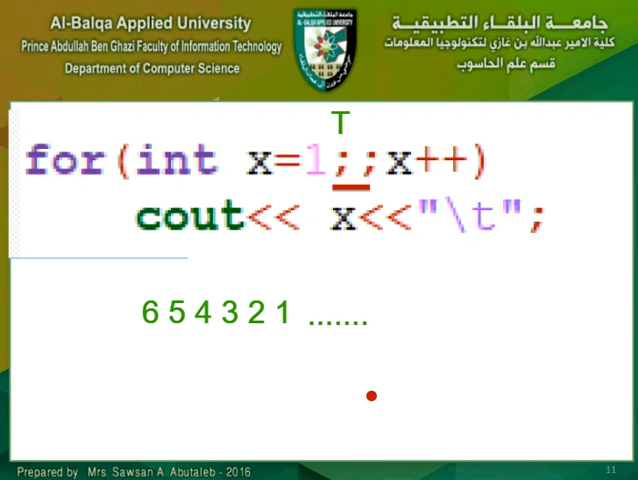 Al-Balqa Applied University
Prince Abdullah Ben Ghazi Faculty of Information Technology
Department of Computer Science
جامعـــة البلقـــاء التطبيقيـــة
كلية الامير عبدالله بن غازي لتكنولوجيا المعلومات
قسم علم الحاسوب
T
for(int x=1;;x++)
cout<< x<<"\t";
6 5 4 3 2 1 .......
Prepared by Mrs. Sawsan A. Abutaleb - 2016
11